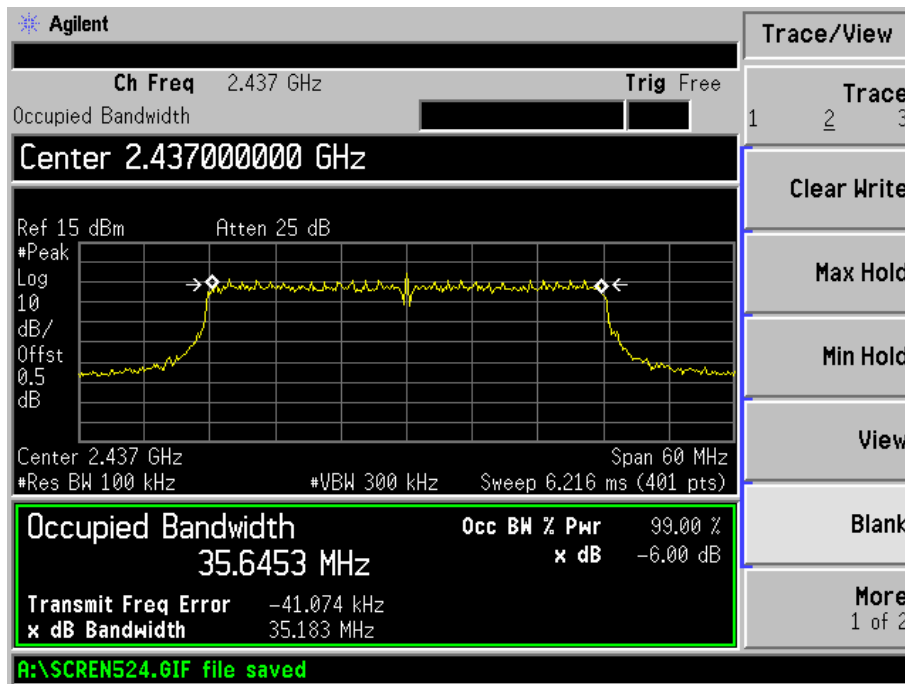 Agilent
Ch Freq 2.437 GHz Trig Free
Occupied Bandwidth
Center 2.437000000 GHz
Ref 15 dBm Atten 25 dB
#Peak
Log
10
dB/
Offst
0.5
dB
Center 2.437 GHz Span 60 MHz
#Res BW 100 kHz #VBW 300 kHz Sweep 6.216 ms (401 pts)
Occupied Bandwidth
35.6453 MHz
Occ BW % Pwr 99.00 %
x dB -6.00 dB
Transmit Freq Error -41.074 kHz
x dB Bandwidth 35.183 MHz
A:\SCREN524.GIF file saved
Trace/View
Trace
1 2 3
Clear Write
Max Hold
Min Hold
View
Blank
More
1 of 2